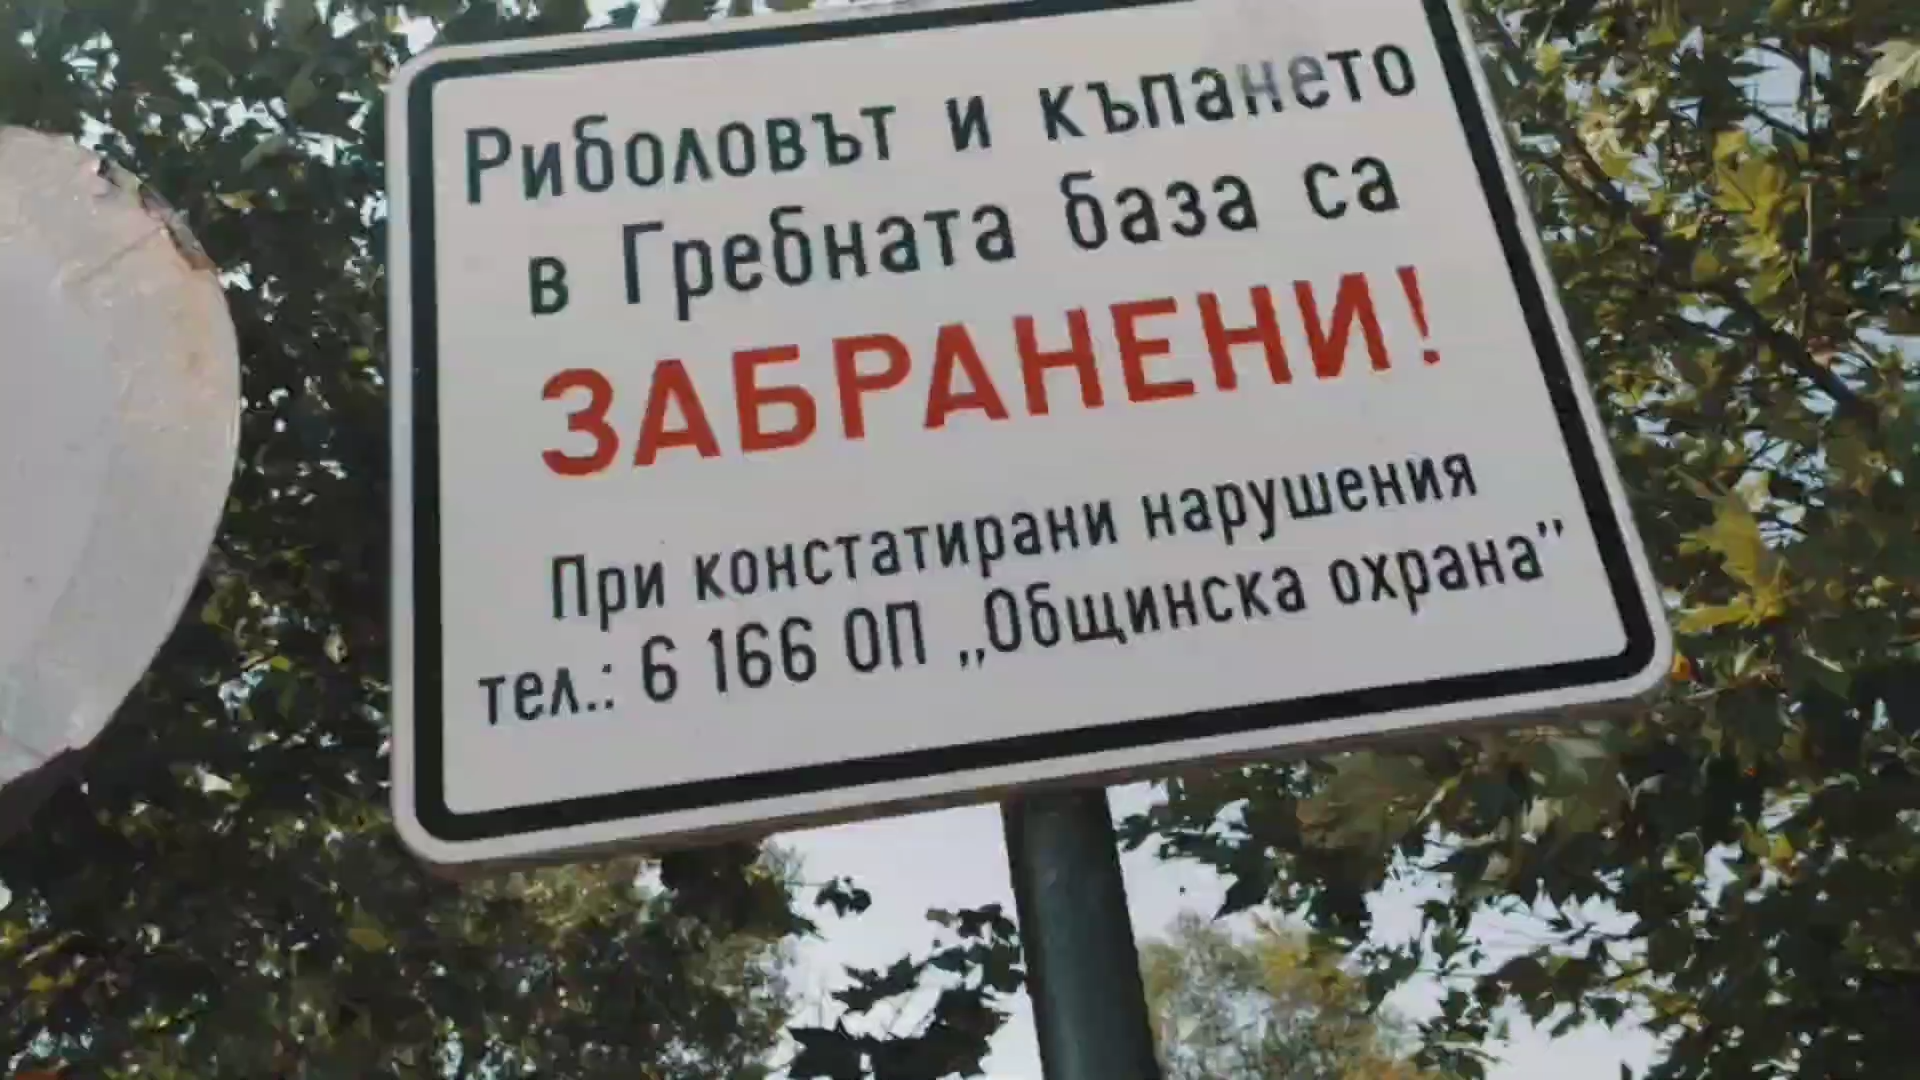 Риболовът и къпането
в Гребната база са
ЗАБРАНЕНИ!
При констатирани нарушения
тел.: 6 166 ОП „Общинска охрана”